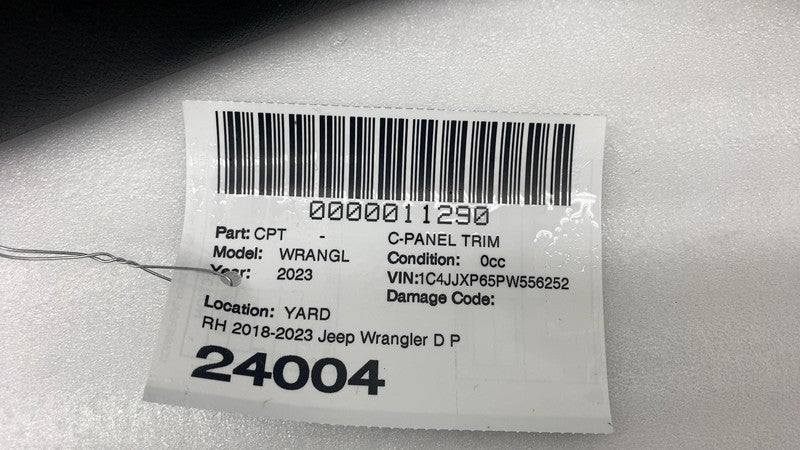 0000011290
Part: CPT - C-PANEL TRIM
Model: WRANGL Condition: 0cc
Year: 2023 VIN:1C4JJXP65PW556252
Damage Code:
Location: YARD
RH 2018-2023 Jeep Wrangler D P
24004